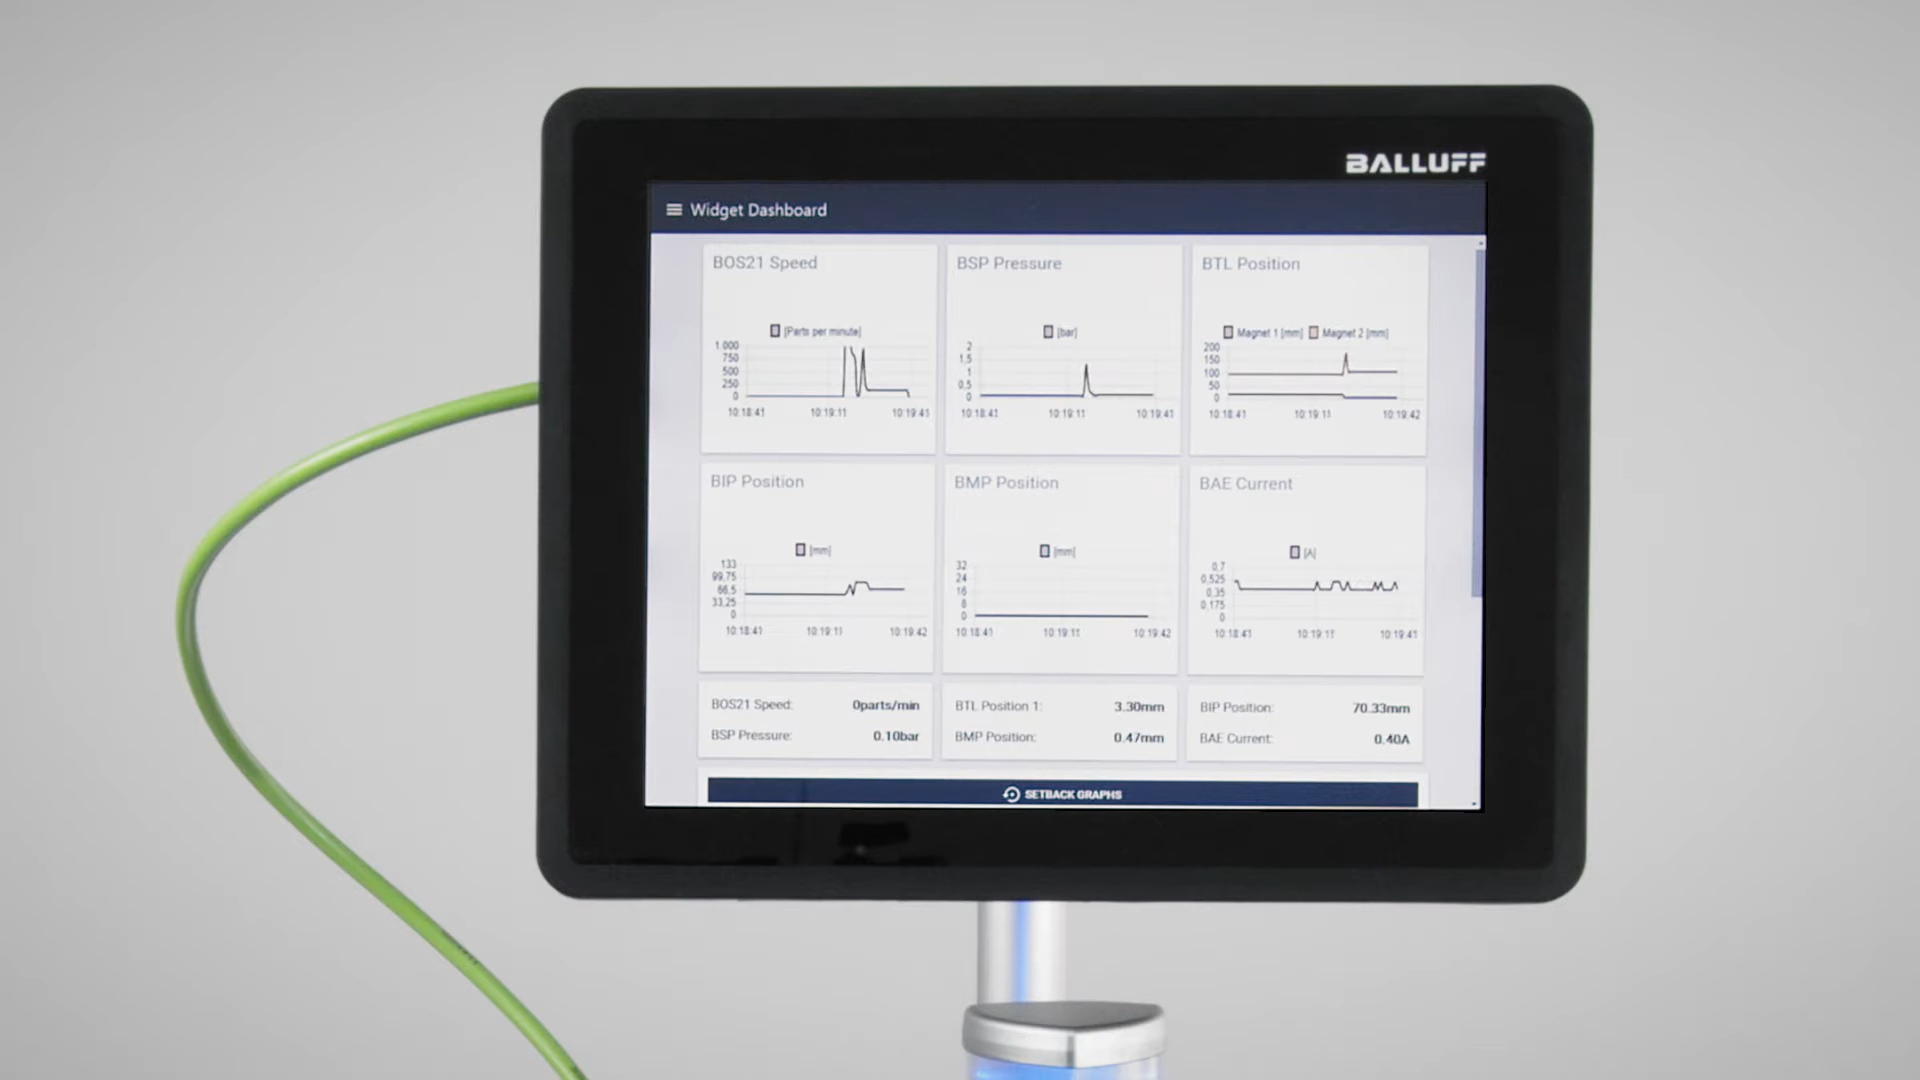 BALLUFF
Widget Dashboard
BOS21 Speed
[Parts per minute]
1.000
750
500
250
0
10:18:41 10:19:11 10:19:41
BSP Pressure
[bar]
2
1,5
1
0,5
0
10:18:41 10:19:11 10:19:41
BTL Position
Magnet 1 [mm] Magnet 2 [mm]
200
150
100
50
0
10:18:41 10:19:11 10:19:42
BIP Position
[mm]
133
99,75
66,5
33,25
0
10:18:41 10:19:11 10:19:42
BMP Position
[mm]
32
24
16
8
0
10:18:41 10:19:11 10:19:42
BAE Current
[A]
0,7
0,525
0,35
0,175
0
10:18:41 10:19:11 10:19:41
BOS21 Speed: 0parts/min
BSP Pressure: 0.10bar
BTL Position 1: 3.30mm
BMP Position: 0.47mm
BIP Position: 70.33mm
BAE Current: 0.40A
SETBACK GRAPHS